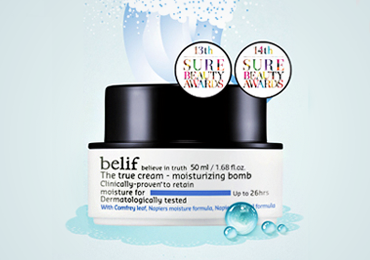 13th
SURE
BEAUTY
AWARDS
14th
SURE
BEAUTY
AWARDS
belif believe in truth 50 ml / 1.68 fl.oz.
The true cream - moisturizing bomb
Clinically-proven to retain
moisture for Up to 26hrs
Dermatologically tested
With Comfrey leaf, Napiers moisture formula, Napiers formula